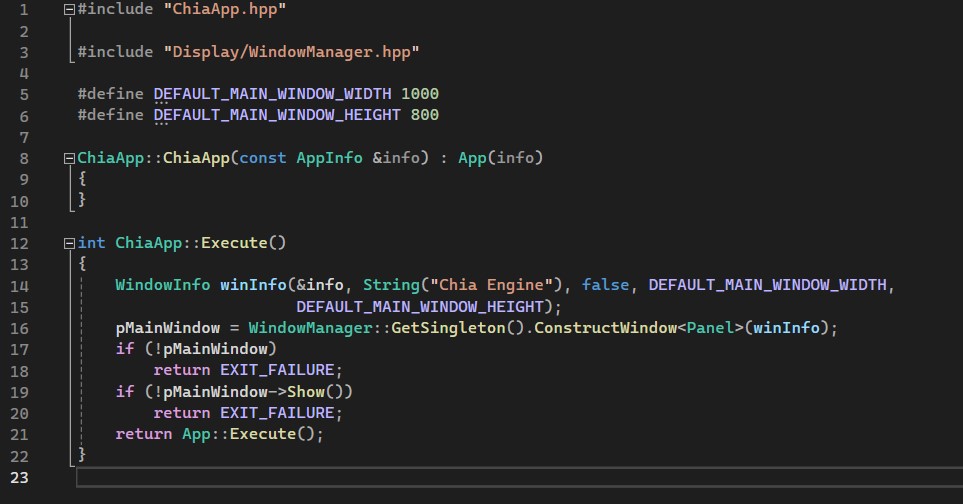 1 #include "ChiaApp.hpp"
2
3 #include "Display/WindowManager.hpp"
4
5 #define DEFAULT_MAIN_WINDOW_WIDTH 1000
6 #define DEFAULT_MAIN_WINDOW_HEIGHT 800
7
8 ChiaApp::ChiaApp(const AppInfo &info) : App(info)
9 {
10 }
11
12 int ChiaApp::Execute()
13 {
14     WindowInfo winInfo(&info, String("Chia Engine"), false, DEFAULT_MAIN_WINDOW_WIDTH,
15                        DEFAULT_MAIN_WINDOW_HEIGHT);
16     pMainWindow = WindowManager::GetSingleton().ConstructWindow<Panel>(winInfo);
17     if (!pMainWindow)
18         return EXIT_FAILURE;
19     if (!pMainWindow->Show())
20         return EXIT_FAILURE;
21     return App::Execute();
22 }
23